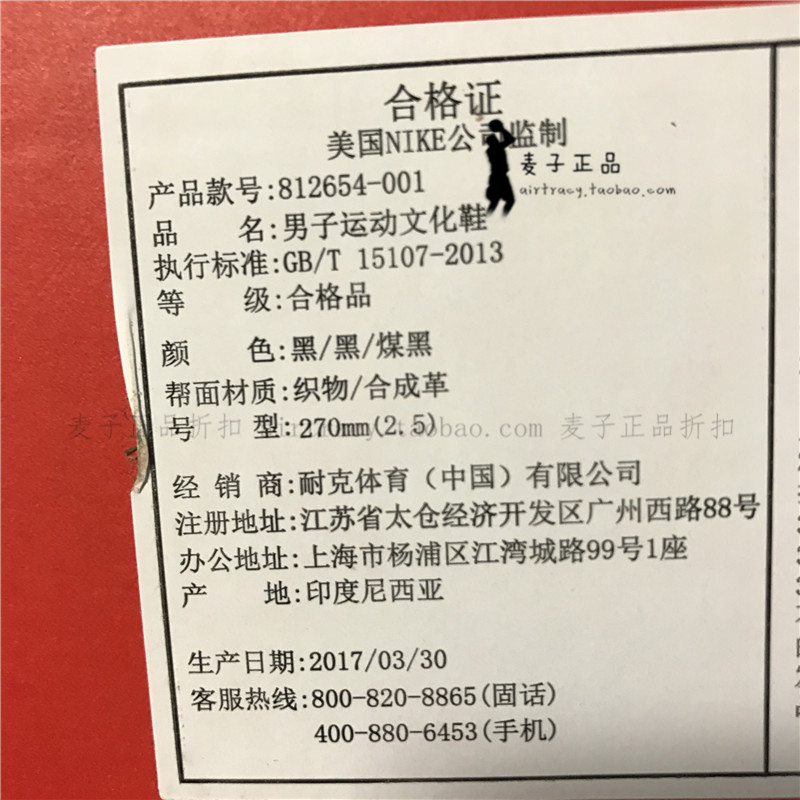 合格证
美国NIKE公司监制
麦子正品
airtracy.taobao.com
产品款号:812654-001
品 名:男子运动文化鞋
执行标准:GB/T 15107-2013
等 级:合格品
颜 色:黑/黑/煤黑
帮面材质:织物/合成革
麦子正品折扣 airtracy.taobao.com 麦子正品折扣
号 型:270mm(2.5)
经 销 商:耐克体育（中国）有限公司
注册地址:江苏省太仓经济开发区广州西路88号
办公地址:上海市杨浦区江湾城路99号1座
产 地:印度尼西亚
生产日期:2017/03/30
客服热线:800-820-8865(固话)
400-880-6453(手机)